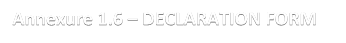 Annexure 1.6 – DECLARATION FORM